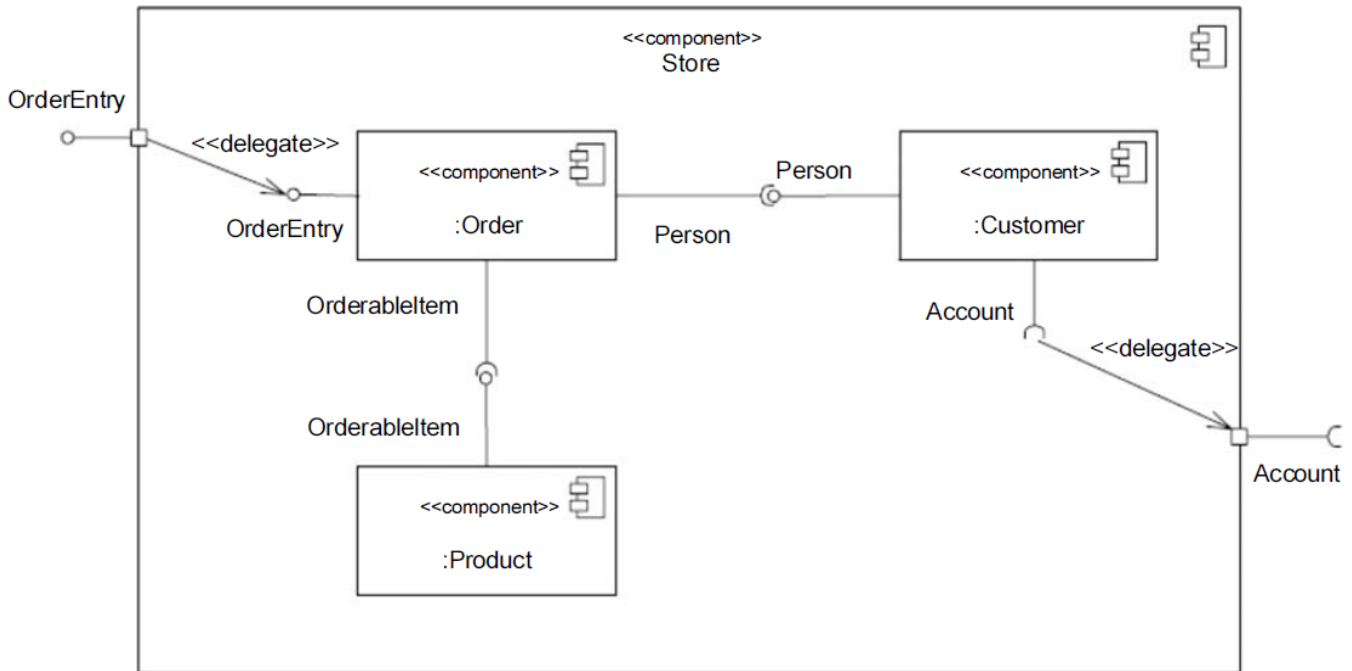 <<component>>
Store
OrderEntry
<<delegate>>
<<component>>
:Order
OrderEntry
Person
Person
<<component>>
:Customer
OrderableItem
Account
<<delegate>>
OrderableItem
Account
<<component>>
:Product